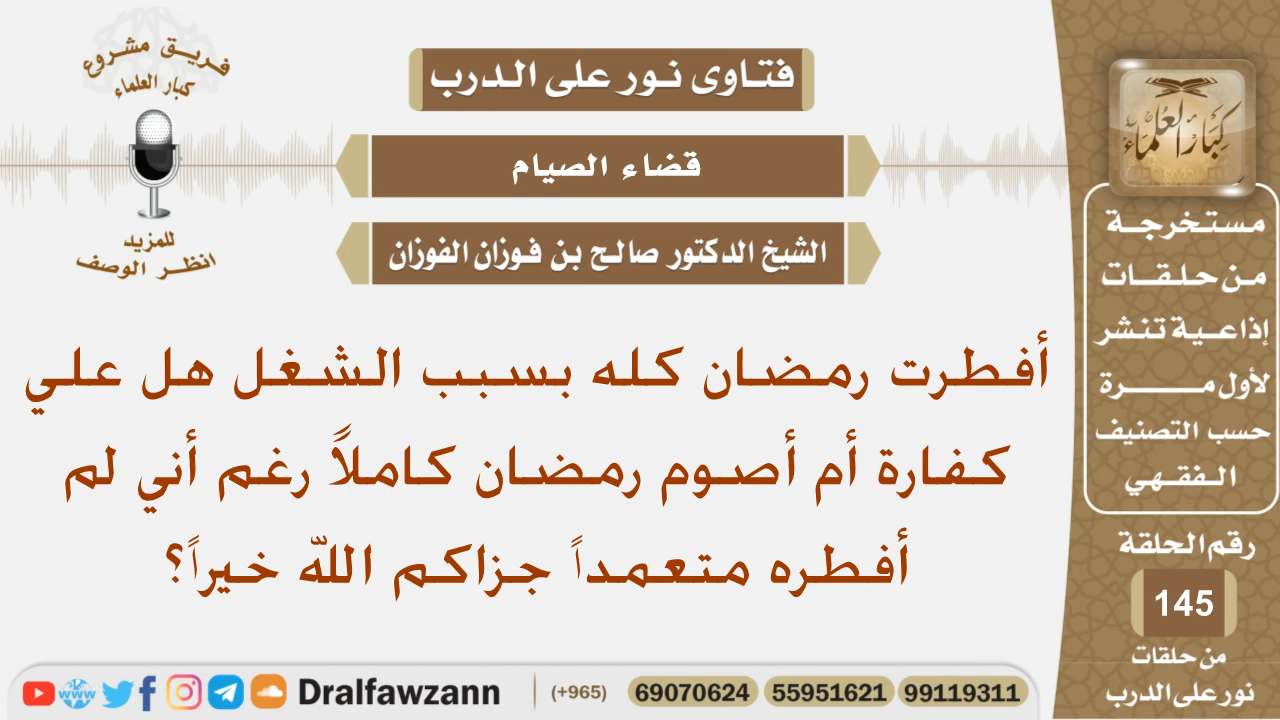 فريق مشروع
كبار العلماء
للمزيد
انظر الوصف
فتاوى نور على الدرب
قضاء الصيام
الشيخ الدكتور صالح بن فوزان الفوزان
أفطرت رمضان كله بسبب الشغل هل علي
كفارة أم أصوم رمضان كاملاً رغم أني لم
أفطره متعمداً جزاكم الله خيراً؟
كبار العلماء
مستخرجة
من حلقات
إذاعية تنشر
لأول مرة
حسب التصنيف
الفقهي
رقم الحلقة
145
من حلقات
نور على الدرب
www
Dralfawzann
(+965)
69070624
55951621
99119311